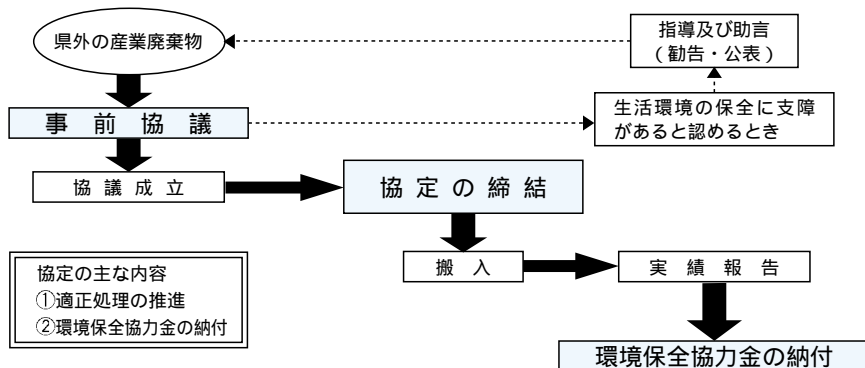 県外の産業廃棄物
指導及び助言
(勧告・公表)
事前協議
生活環境の保全に支障
があると認めるとき
協議成立
協定の締結
搬入
実績報告
協定の主な内容
①適正処理の推進
②環境保全協力金の納付
環境保全協力金の納付